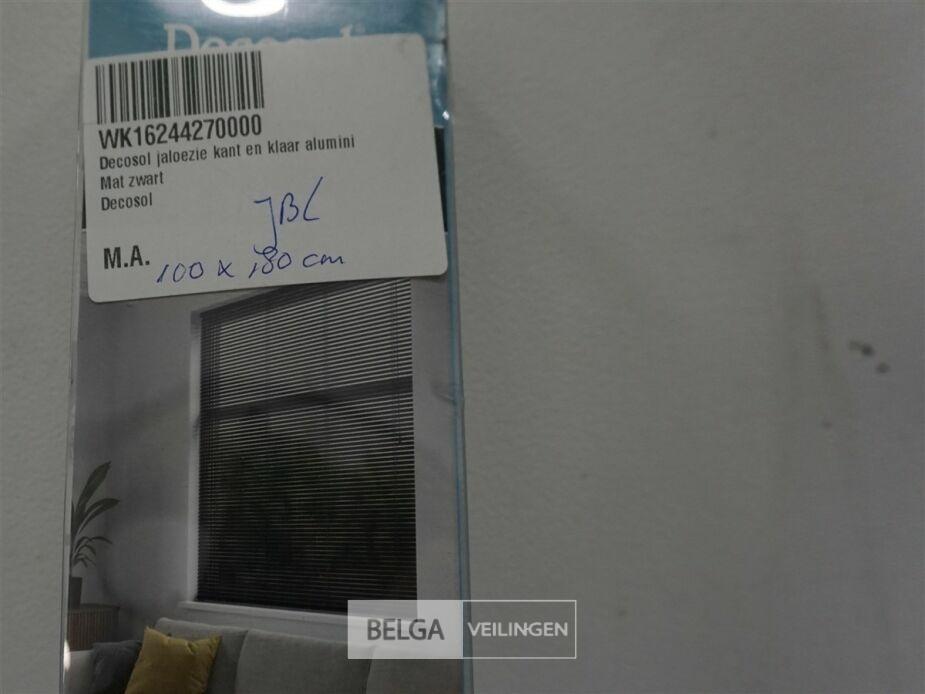 WK16244270000
Decosol jaloezie kant en klaar alumini
Mat zwart
Decosol
JBL
M.A.
100 x 180 cm
BELGA VEILINGEN